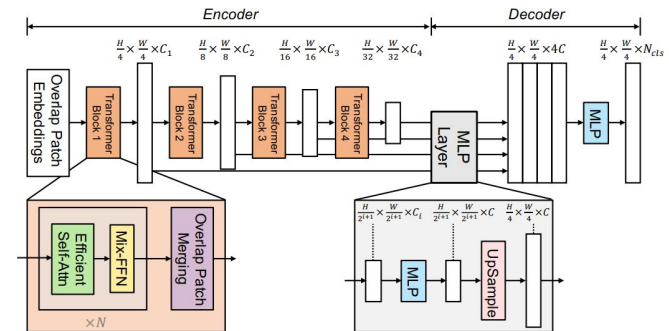 Encoder
Decoder
H/4 × W/4 × C₁
H/8 × W/8 × C₂
H/16 × W/16 × C₃
H/32 × W/32 × C₄
H/4 × W/4 × 4C
H/4 × W/4 × N_cls
Overlap Patch
Embeddings
Transformer
Block 1
Transformer
Block 2
Transformer
Block 3
Transformer
Block 4
MLP
Layer
MLP
Efficient
Self-Attn
Mix-FFN
Overlap Patch
Merging
×N
H/2^{i+1} × W/2^{i+1} × C_i
H/2^{i+1} × W/2^{i+1} × C
H/4 × W/4 × C
MLP
UpSample